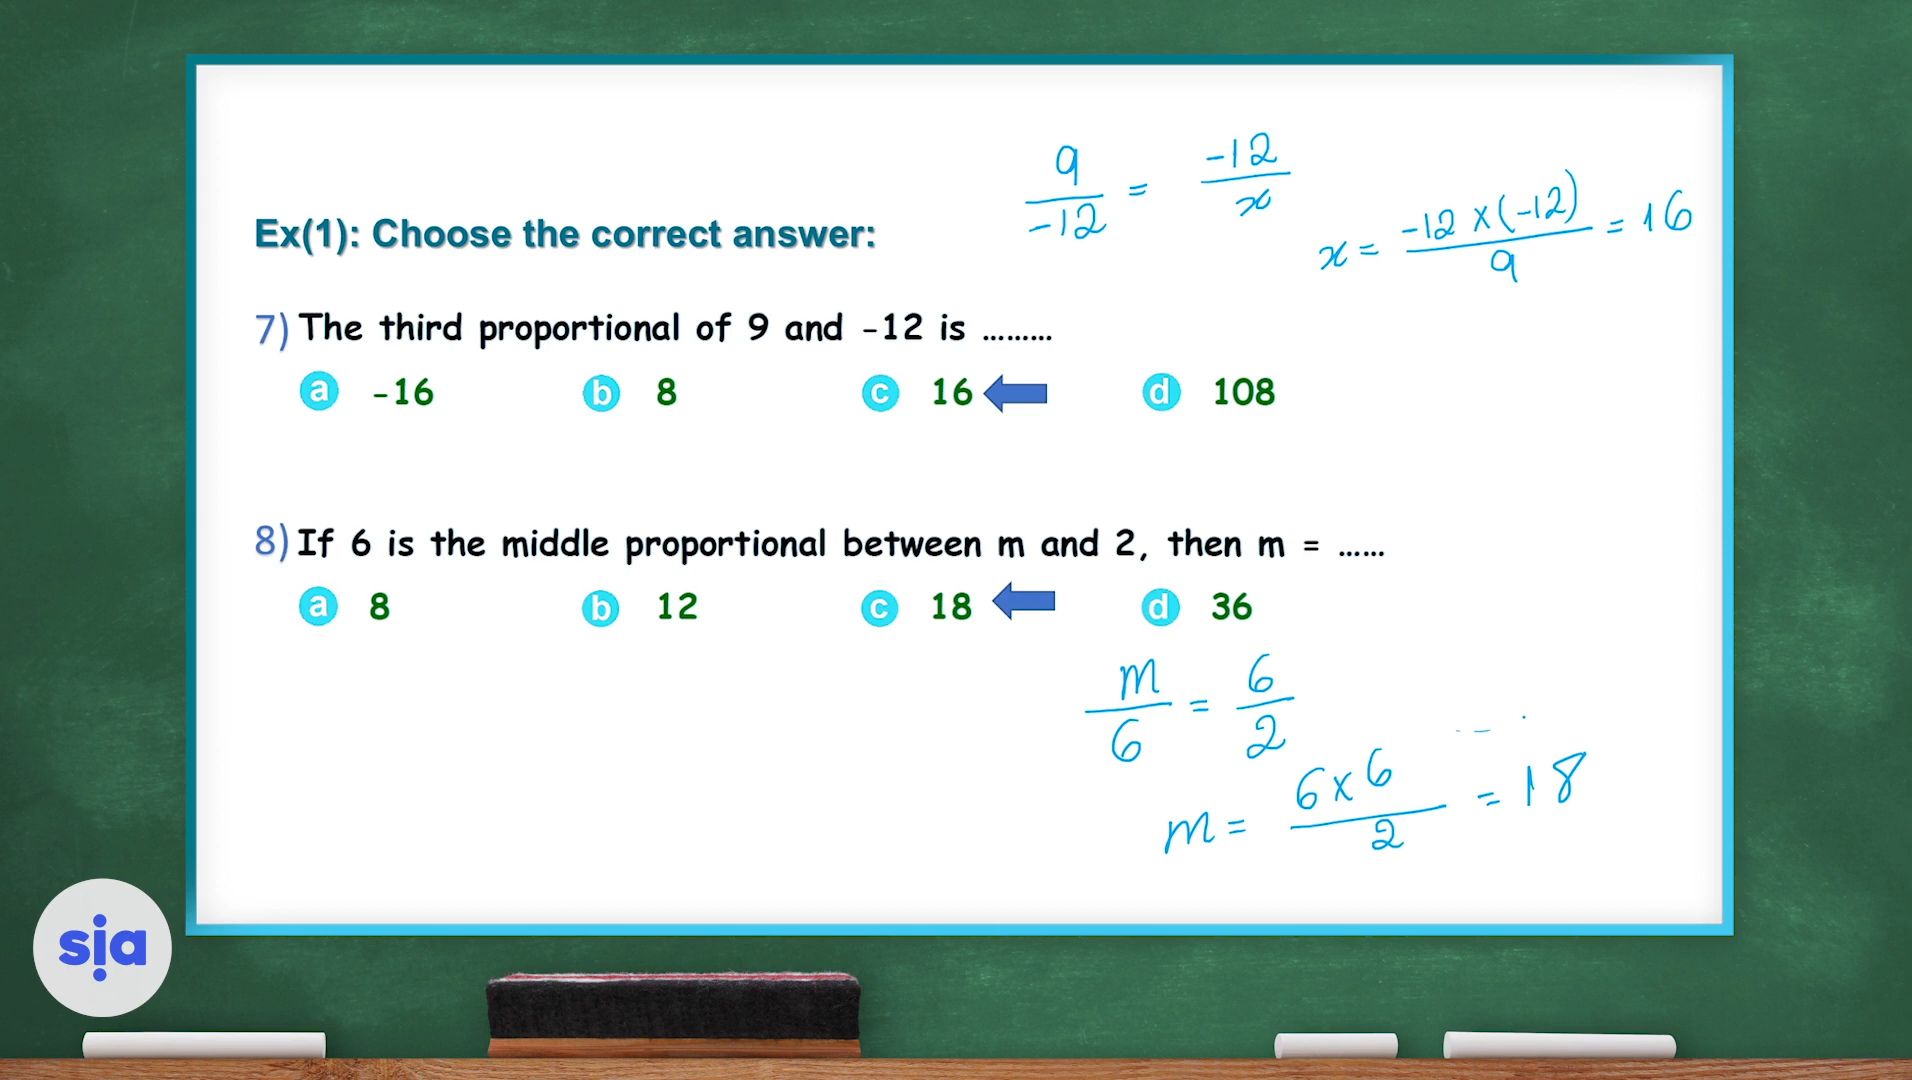 9/-12 = -12/x
x = -12 x (-12)/9 = 16
Ex(1): Choose the correct answer:
7) The third proportional of 9 and -12 is .........
a -16 b 8 c 16 d 108
8) If 6 is the middle proportional between m and 2, then m = ......
a 8 b 12 c 18 d 36
m/6 = 6/2
m = 6 x 6/2 = 18
sia